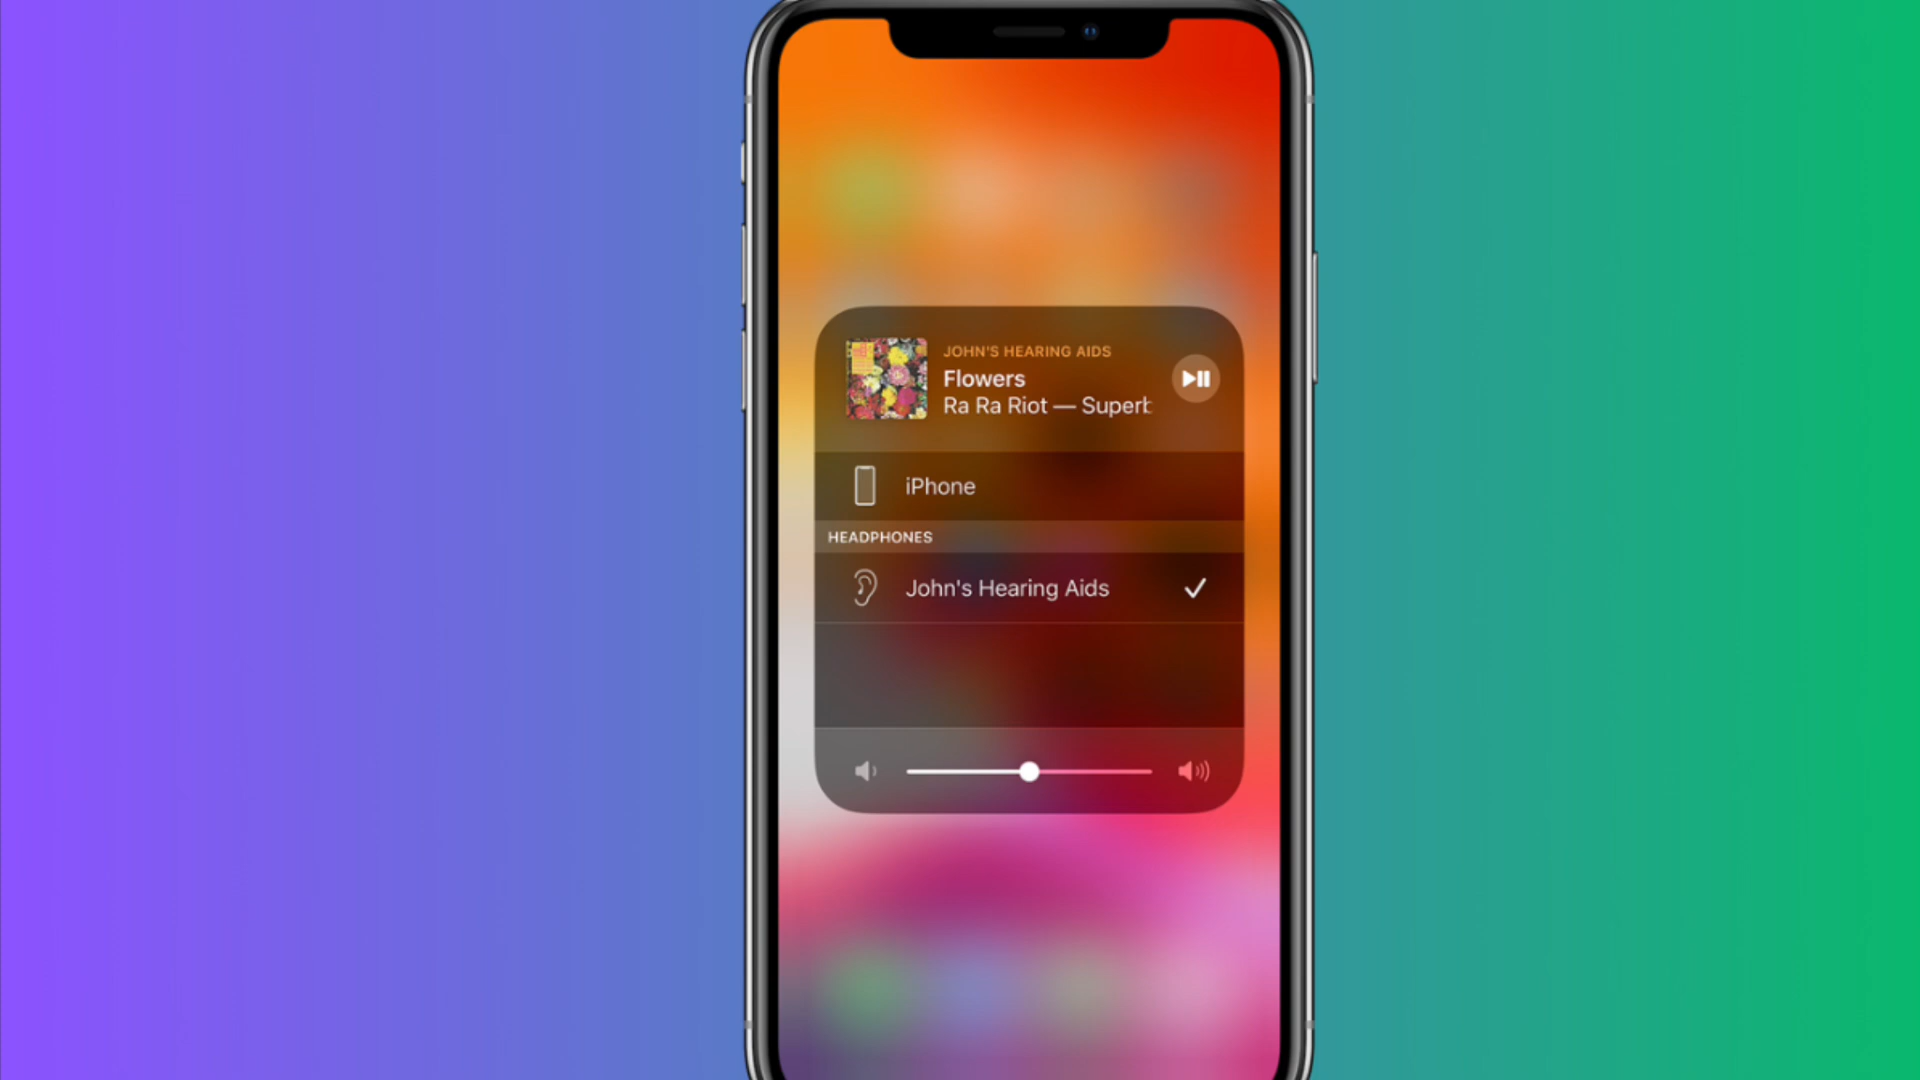 JOHN'S HEARING AIDS
Flowers
Ra Ra Riot — Superb
iPhone
HEADPHONES
John's Hearing Aids